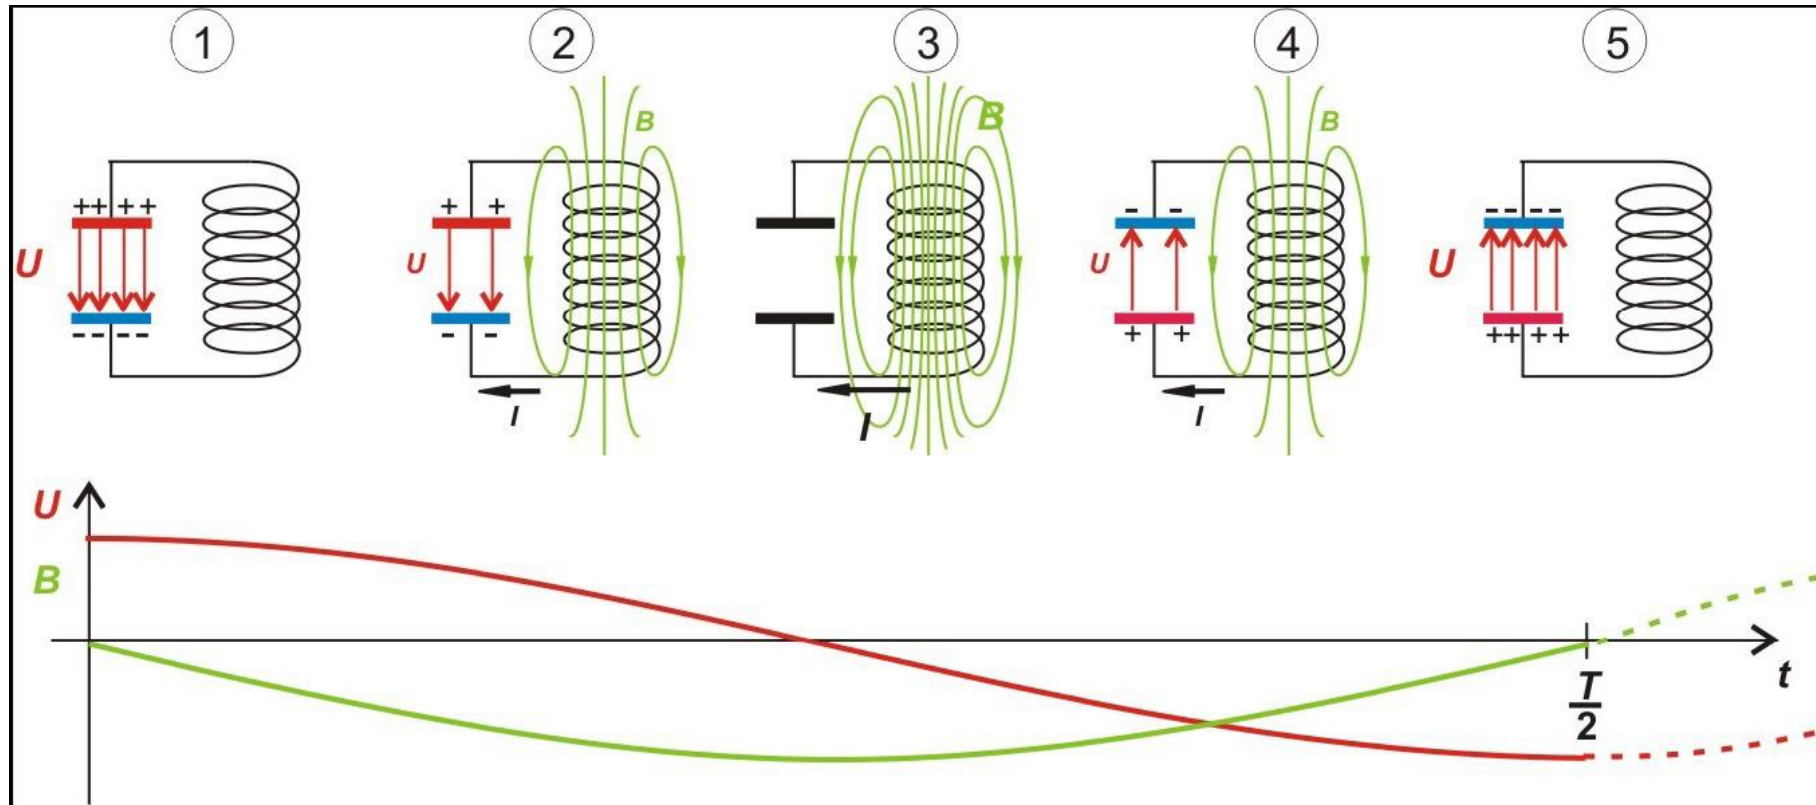 1 2 3 4 5
B B B
++ + + + + - - - - - -
U U U U
- - - - - - + + ++ + +
I I I
U
B
t
T
2